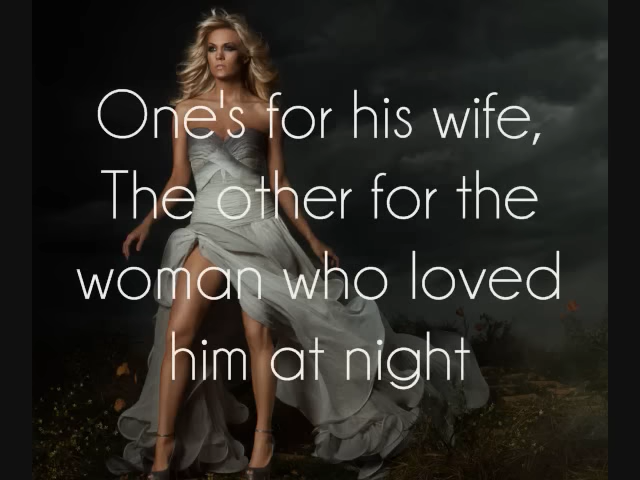 One's for his wife,
The other for the
woman who loved
him at night